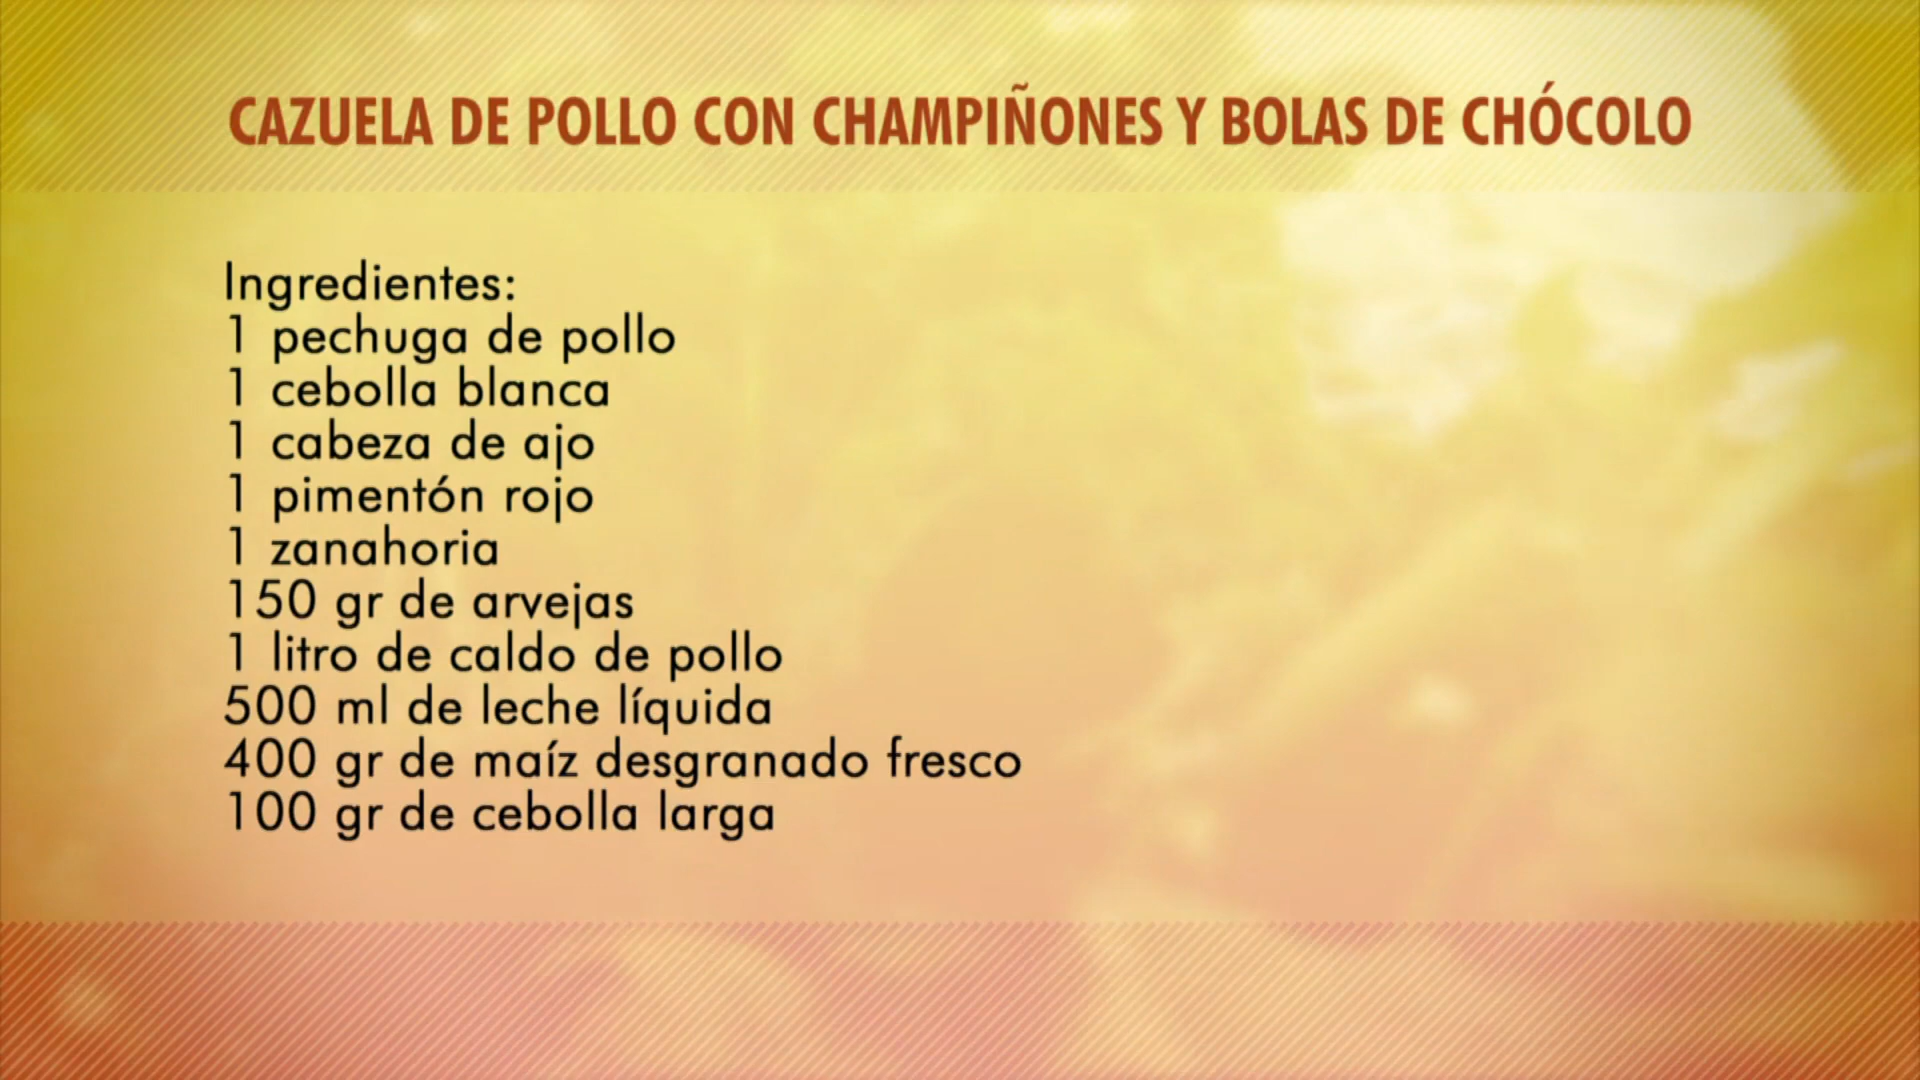 CAZUELA DE POLLO CON CHAMPIÑONES Y BOLAS DE CHÓCOLO
Ingredientes:
1 pechuga de pollo
1 cebolla blanca
1 cabeza de ajo
1 pimentón rojo
1 zanahoria
150 gr de arvejas
1 litro de caldo de pollo
500 ml de leche líquida
400 gr de maíz desgranado fresco
100 gr de cebolla larga